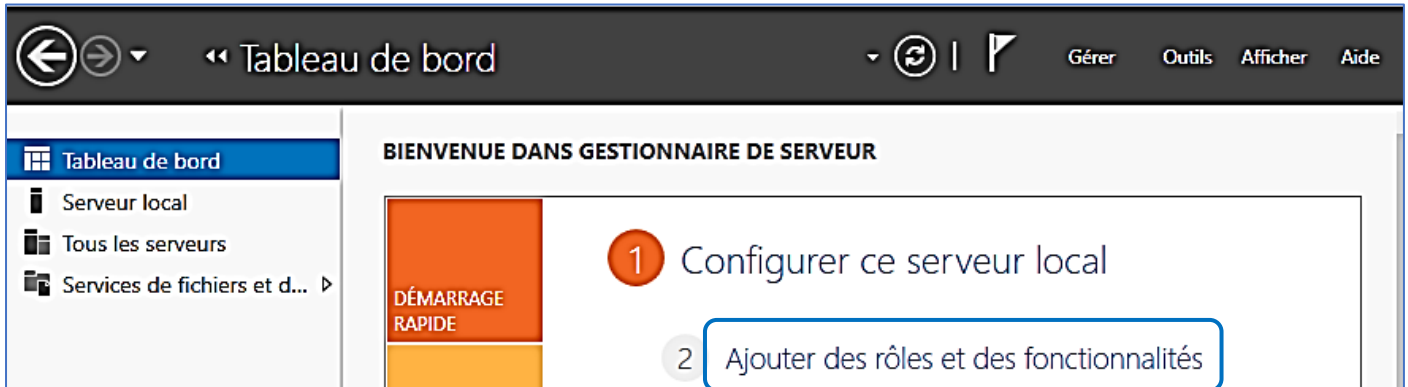 Tableau de bord
Gérer Outils Afficher Aide
Tableau de bord
Serveur local
Tous les serveurs
Services de fichiers et d...
BIENVENUE DANS GESTIONNAIRE DE SERVEUR
DÉMARRAGE
RAPIDE
1 Configurer ce serveur local
2 Ajouter des rôles et des fonctionnalités